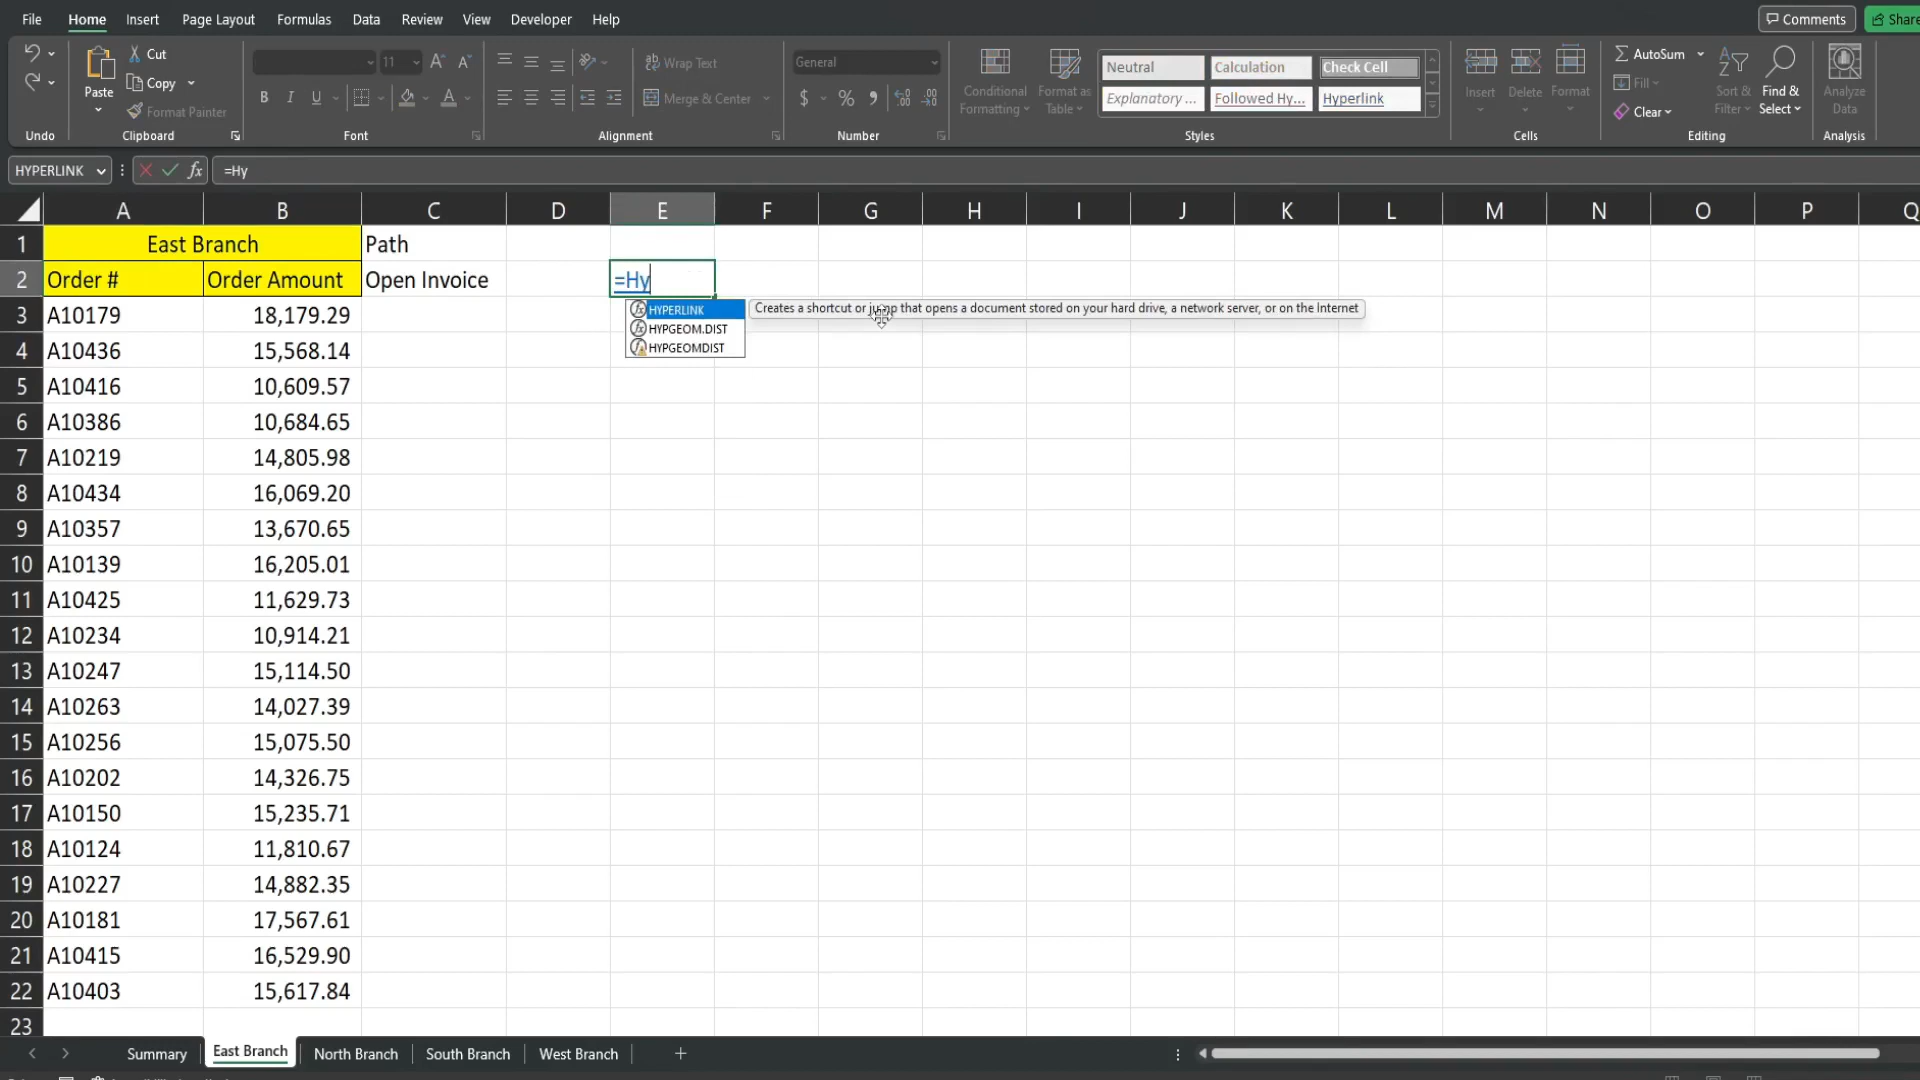 File Home Insert Page Layout Formulas Data Review View Developer Help Comments Share
Cut
Copy
Format Painter
Paste
11
Wrap Text
Merge & Center
General
Conditional Formatting
Format as Table
Neutral Calculation Check Cell
Explanatory ... Followed Hy... Hyperlink
Insert Delete Format
AutoSum
Fill
Clear
Sort & Filter
Find & Select
Analyze Data
Undo Clipboard Font Alignment Number Styles Cells Editing Analysis
HYPERLINK fx =Hy
A B C D E F G H I J K L M N O P Q
1 East Branch Path
2 Order # Order Amount Open Invoice =Hy
HYPERLINK Creates a shortcut or jump that opens a document stored on your hard drive, a network server, or on the Internet
HYPGEOM.DIST
HYPGEOMDIST
3 A10179 18,179.29
4 A10436 15,568.14
5 A10416 10,609.57
6 A10386 10,684.65
7 A10219 14,805.98
8 A10434 16,069.20
9 A10357 13,670.65
10 A10139 16,205.01
11 A10425 11,629.73
12 A10234 10,914.21
13 A10247 15,114.50
14 A10263 14,027.39
15 A10256 15,075.50
16 A10202 14,326.75
17 A10150 15,235.71
18 A10124 11,810.67
19 A10227 14,882.35
20 A10181 17,567.61
21 A10415 16,529.90
22 A10403 15,617.84
23
Summary East Branch North Branch South Branch West Branch